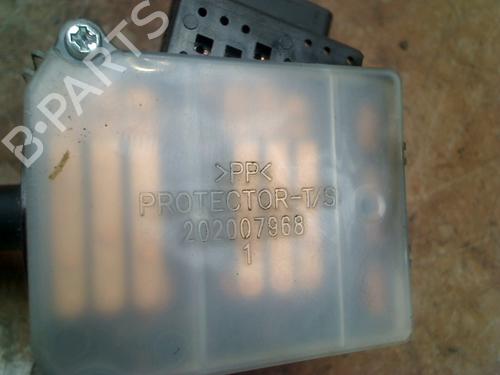 B-PARTS
>PP<
PROTECTOR-T/S
202007968
1